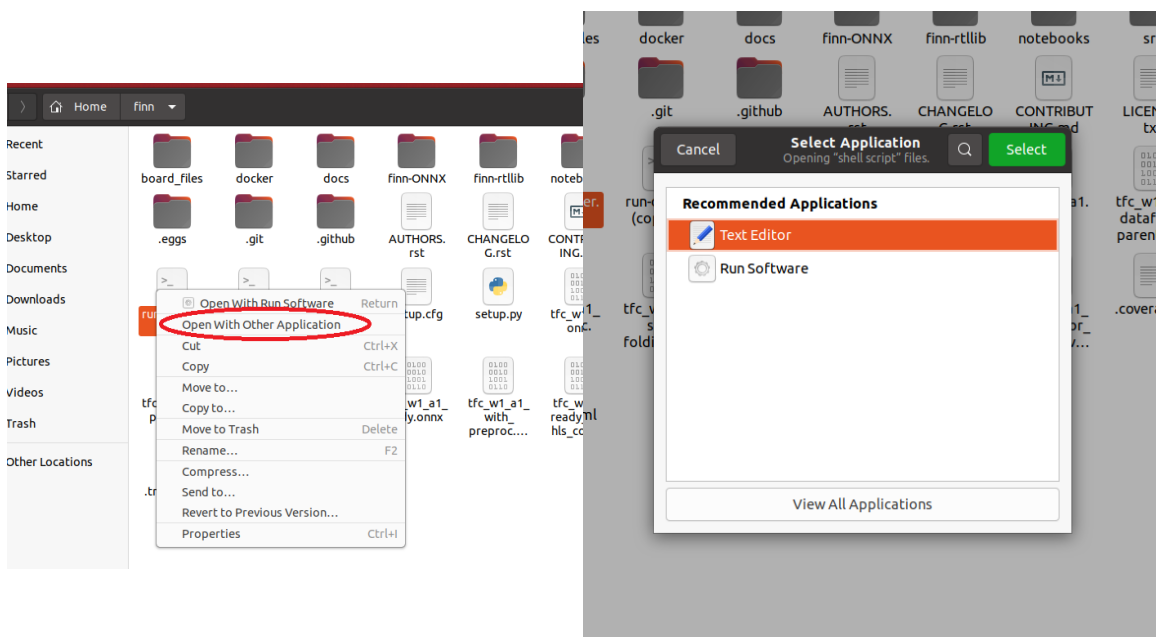 Home
finn
Recent
Starred
Home
Desktop
Documents
Downloads
Music
Pictures
Videos
Trash
Other Locations
board_files
docker
docs
finn-ONNX
finn-rtllib
noteb
.eggs
.git
.github
AUTHORS.
rst
CHANGELO
G.rst
CONT
ING.
setup.py
tfc_w1_a1_
with_
preproc....
Open With Run Software Return
Open With Other Application
Cut Ctrl+X
Copy Ctrl+C
Move to…
Copy to…
Move to Trash Delete
Rename… F2
Compress…
Send to…
Revert to Previous Version…
Properties Ctrl+I
docker
docs
finn-ONNX
finn-rtllib
notebooks
.git
.github
AUTHORS.
CHANGELO
CONTRIBUT
LICEN
Cancel
Select Application
Opening "shell script" files.
Select
Recommended Applications
Text Editor
Run Software
View All Applications